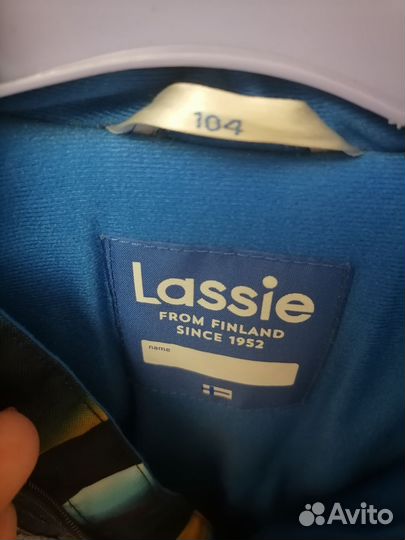 104
Lassie
FROM FINLAND
SINCE 1952
name
Avito